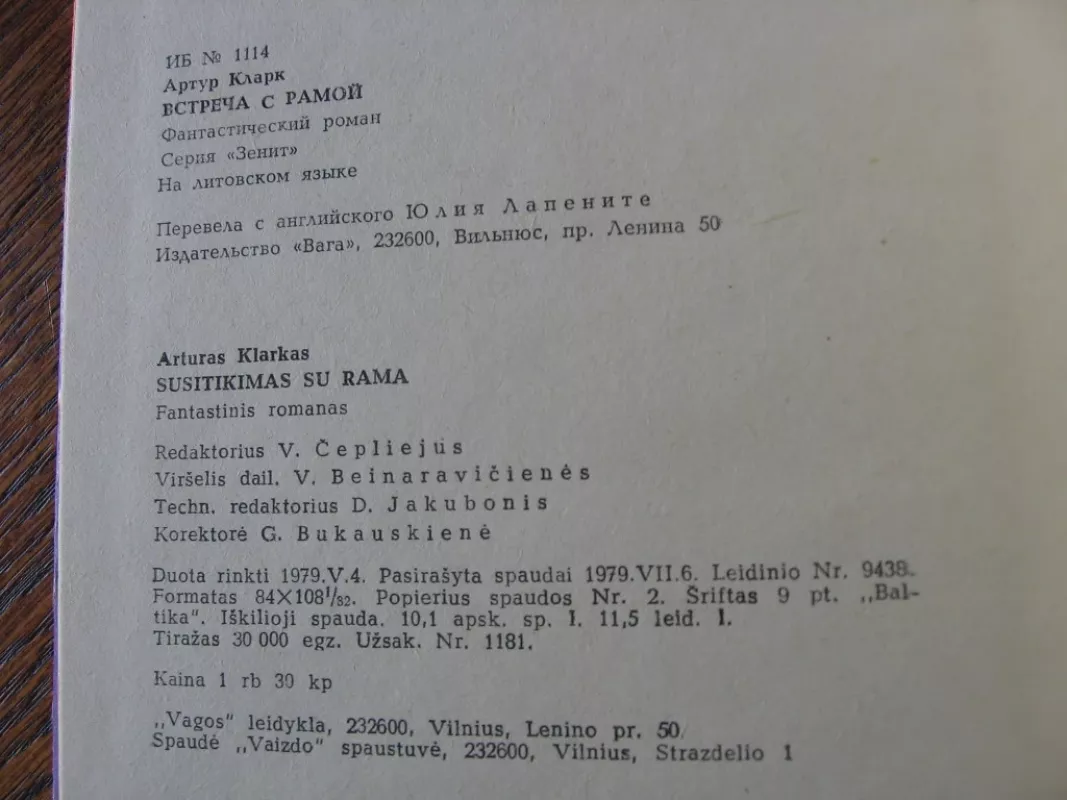 ИБ № 1114
Артур Кларк
ВСТРЕЧА С РАМОЙ
Фантастический роман
Серия «Зенит»
На литовском языке
Перевела с английского Юлия Лапените
Издательство «Вага», 232600, Вильнюс, пр. Ленина 50
Arturas Klarkas
SUSITIKIMAS SU RAMA
Fantastinis romanas
Redaktorius V. Čepliejus
Viršelis dail. V. Beinaravičienės
Techn. redaktorius D. Jakubonis
Korektorė G. Bukauskienė
Duota rinkti 1979.V.4. Pasirašyta spaudai 1979.VII.6. Leidinio Nr. 9438.
Formatas 84×108¹/₃₂. Popierius spaudos Nr. 2. Šriftas 9 pt. „Bal-
tika“. Iškilioji spauda. 10,1 apsk. sp. l. 11,5 leid. l.
Tiražas 30 000 egz. Užsak. Nr. 1181.
Kaina 1 rb 30 kp
„Vagos“ leidykla, 232600, Vilnius, Lenino pr. 50
Spaudė „Vaizdo“ spaustuvė, 232600, Vilnius, Strazdelio 1